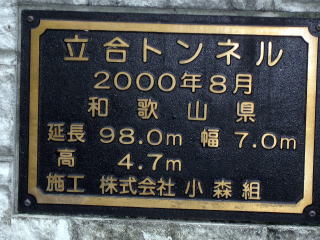 立合トンネル
2000年8月
和歌山県
延長 98.0m 幅 7.0m
高 4.7m
施工 株式会社 小森組